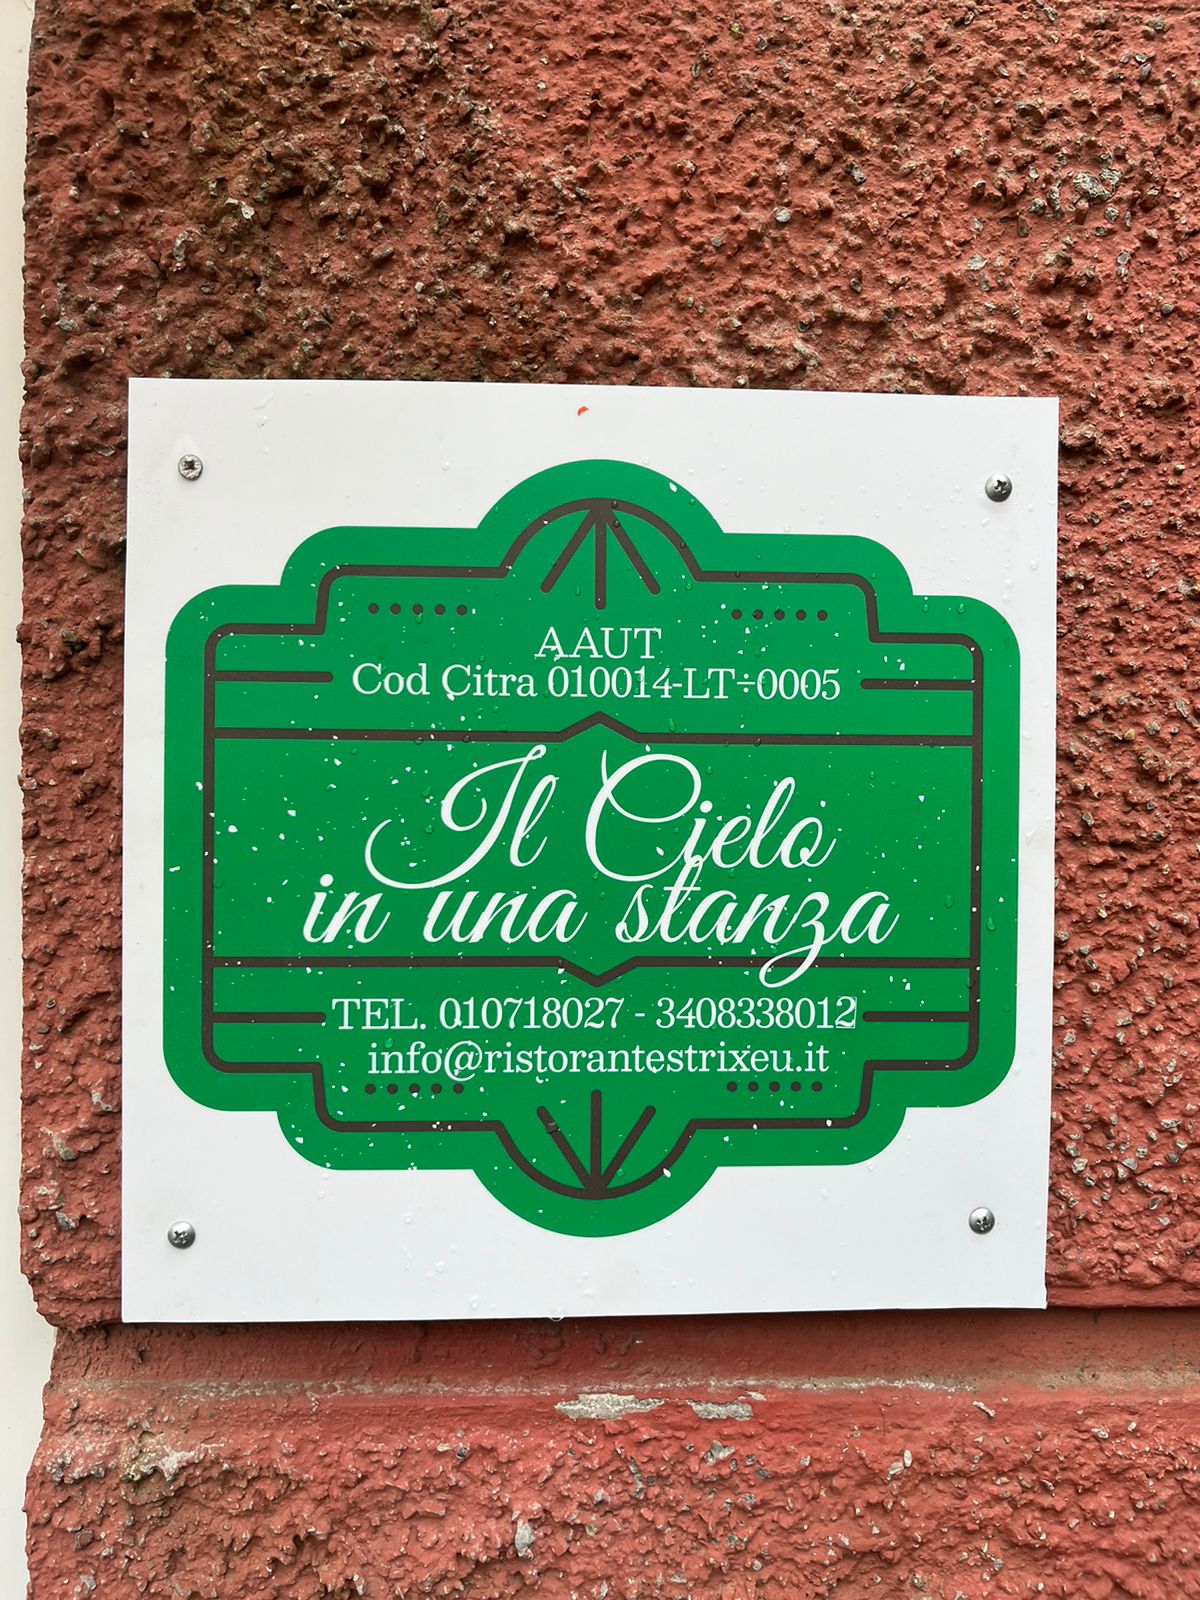 AAUT
Cod Citra 010014-LT-0005
Il Cielo
in una stanza
TEL. 010718027 - 3408338012
info@ristorantestrixeu.it